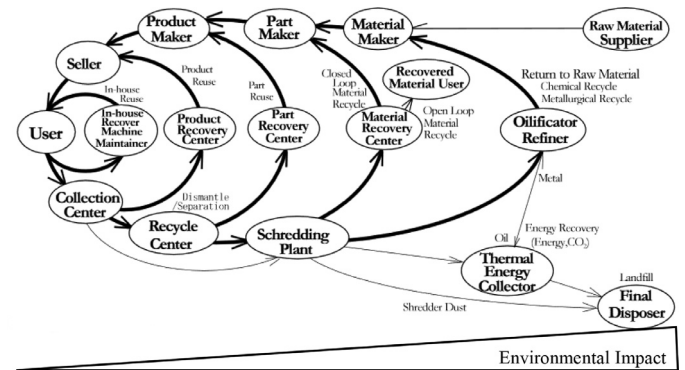 Product
Maker
Part
Maker
Material
Maker
Raw Material
Supplier
Seller
Product
Reuse
Part
Reuse
Closed
Loop
Material
Recycle
Recovered
Material User
Return to Raw Material
Chemical Recycle
Metallurgical Recycle
In-house
Reuse
User
In-house
Recover
Machine
Maintainer
Product
Recovery
Center
Part
Recovery
Center
Material
Recovery
Center
Open Loop
Material
Recycle
Oilificator
Refiner
Metal
Collection
Center
Dismantle
/Separation
Recycle
Center
Schredding
Plant
Oil
Energy Recovery
(Energy,CO₂)
Thermal
Energy
Collector
Landfill
Final
Disposer
Shredder Dust
Environmental Impact